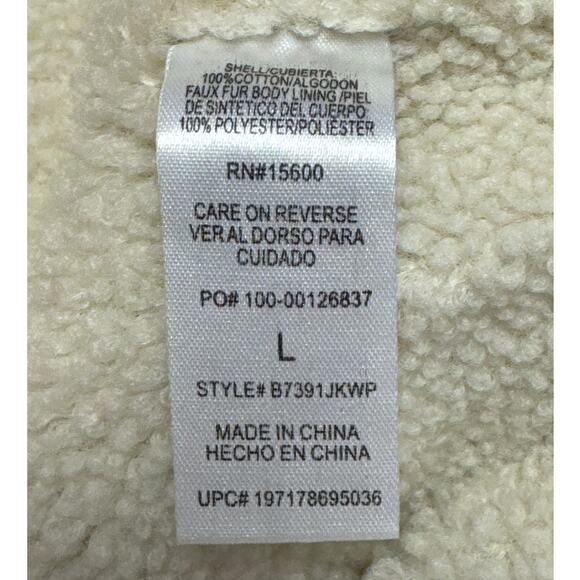 SHELL/CUBIERTA:
100%COTTON/ALGODON
FAUX FUR BODY LINING /PIEL
DE SINTETICO DEL CUERPO:
100% POLYESTER/POLIÉSTER
RN#15600
CARE ON REVERSE
VER AL DORSO PARA
CUIDADO
PO# 100-00126837
L
STYLE# B7391JKWP
MADE IN CHINA
HECHO EN CHINA
UPC# 197178695036